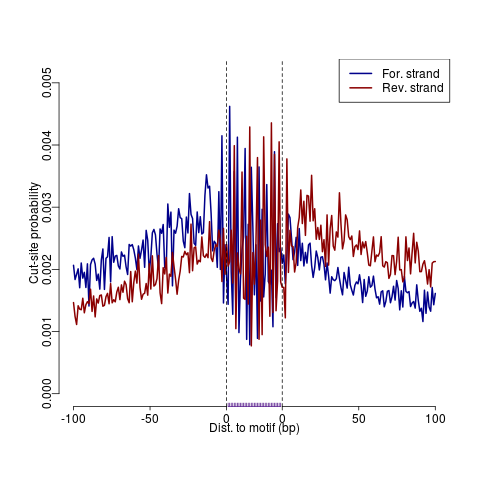 For. strand
Rev. strand
Cut-site probability
0.005
0.004
0.003
0.002
0.001
0.000
-100 -50 0 0 50 100
Dist. to motif (bp)